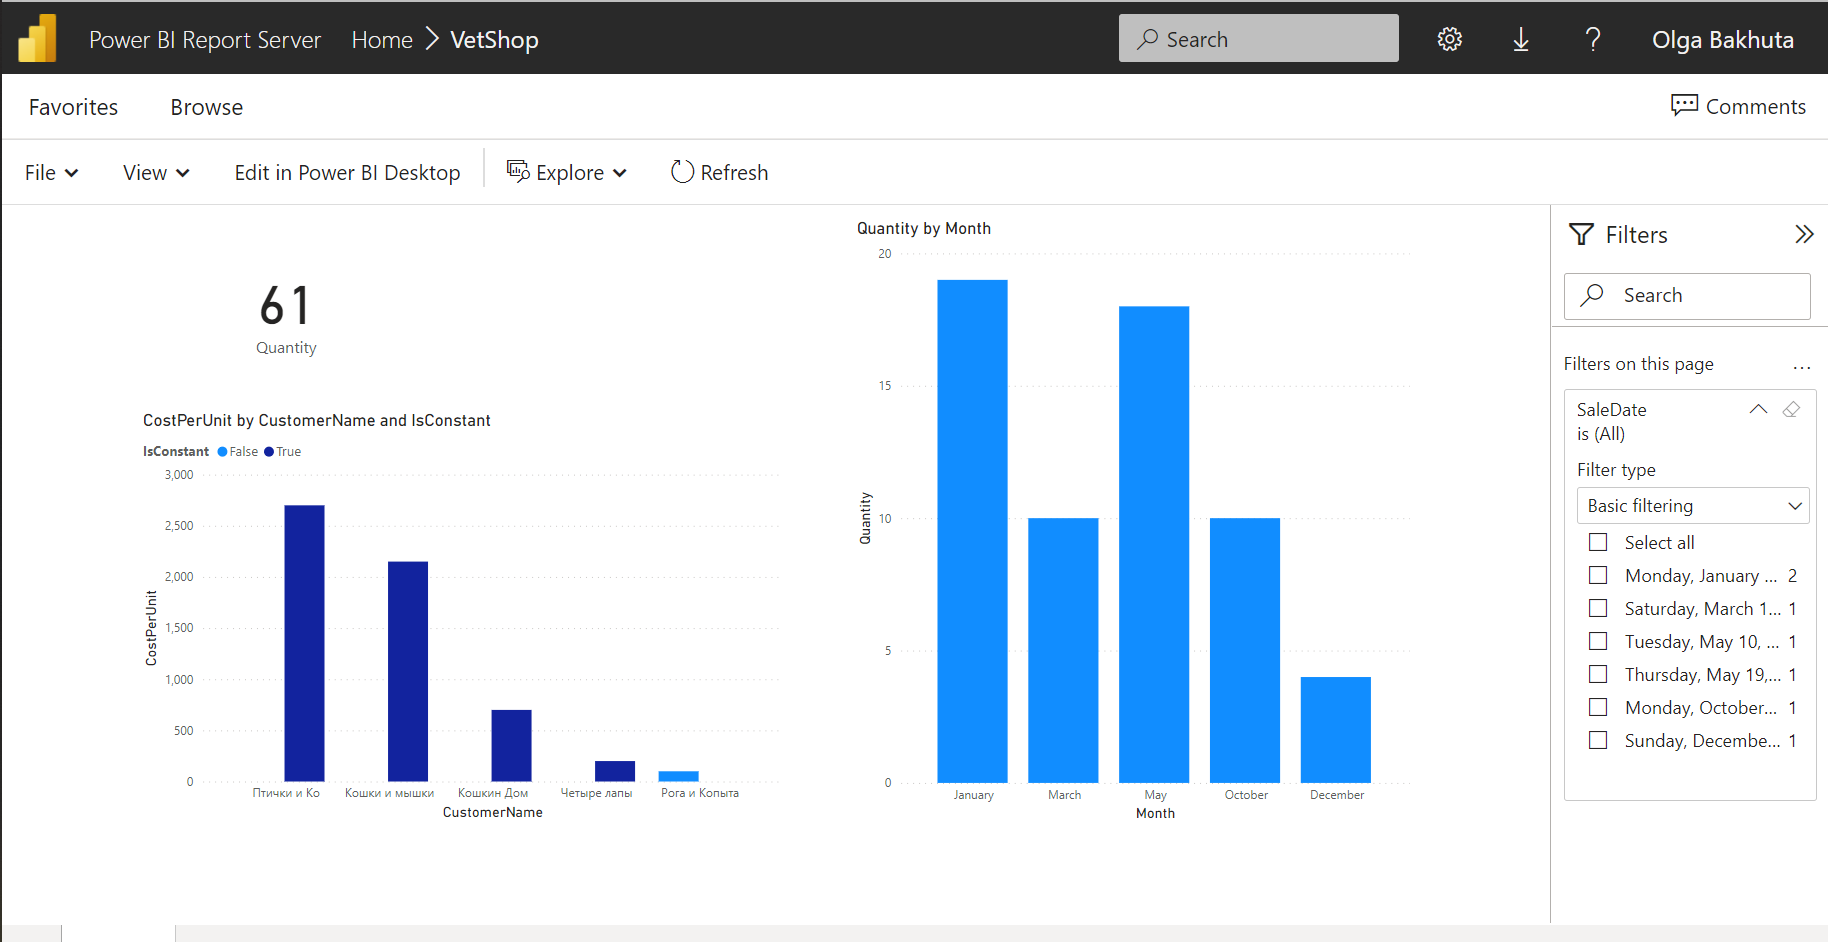 Power BI Report Server Home VetShop Search ? Olga Bakhuta
Favorites Browse Comments
File View Edit in Power BI Desktop Explore Refresh
61
Quantity
CostPerUnit by CustomerName and IsConstant
IsConstant False True
3,000
2,500
2,000
1,500
1,000
500
0
CostPerUnit
Птички и Ко Кошки и мышки Кошкин Дом Четыре лапы Рога и Копыта
CustomerName
Quantity by Month
20
15
10
5
0
Quantity
January March May October December
Month
Filters
Search
Filters on this page ...
SaleDate
is (All)
Filter type
Basic filtering
Select all
Monday, January ... 2
Saturday, March 1... 1
Tuesday, May 10, ... 1
Thursday, May 19,... 1
Monday, October... 1
Sunday, Decembe... 1